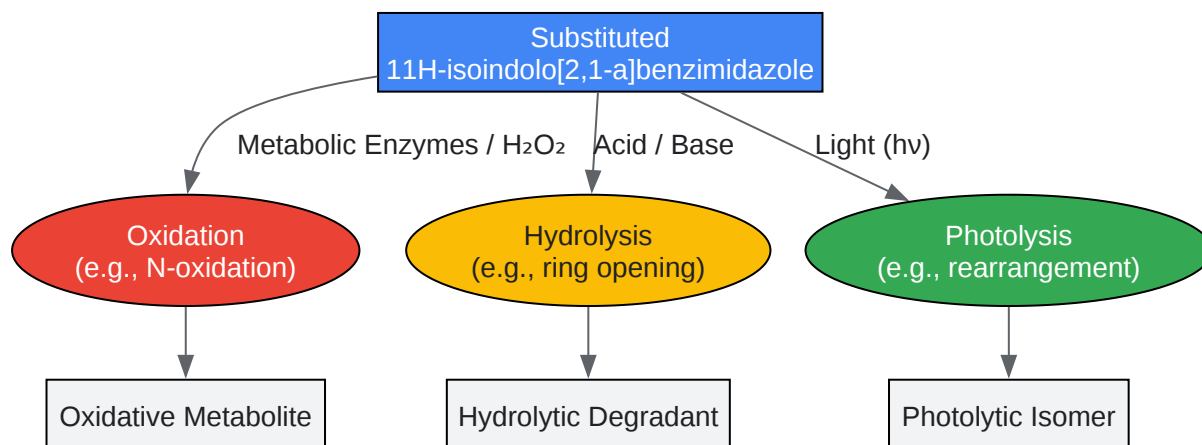 Substituted
11H-isoindolo[2,1-a]benzimidazole
Metabolic Enzymes / H₂O₂
Acid / Base
Light (hν)
Oxidation
(e.g., N-oxidation)
Hydrolysis
(e.g., ring opening)
Photolysis
(e.g., rearrangement)
Oxidative Metabolite
Hydrolytic Degradant
Photolytic Isomer